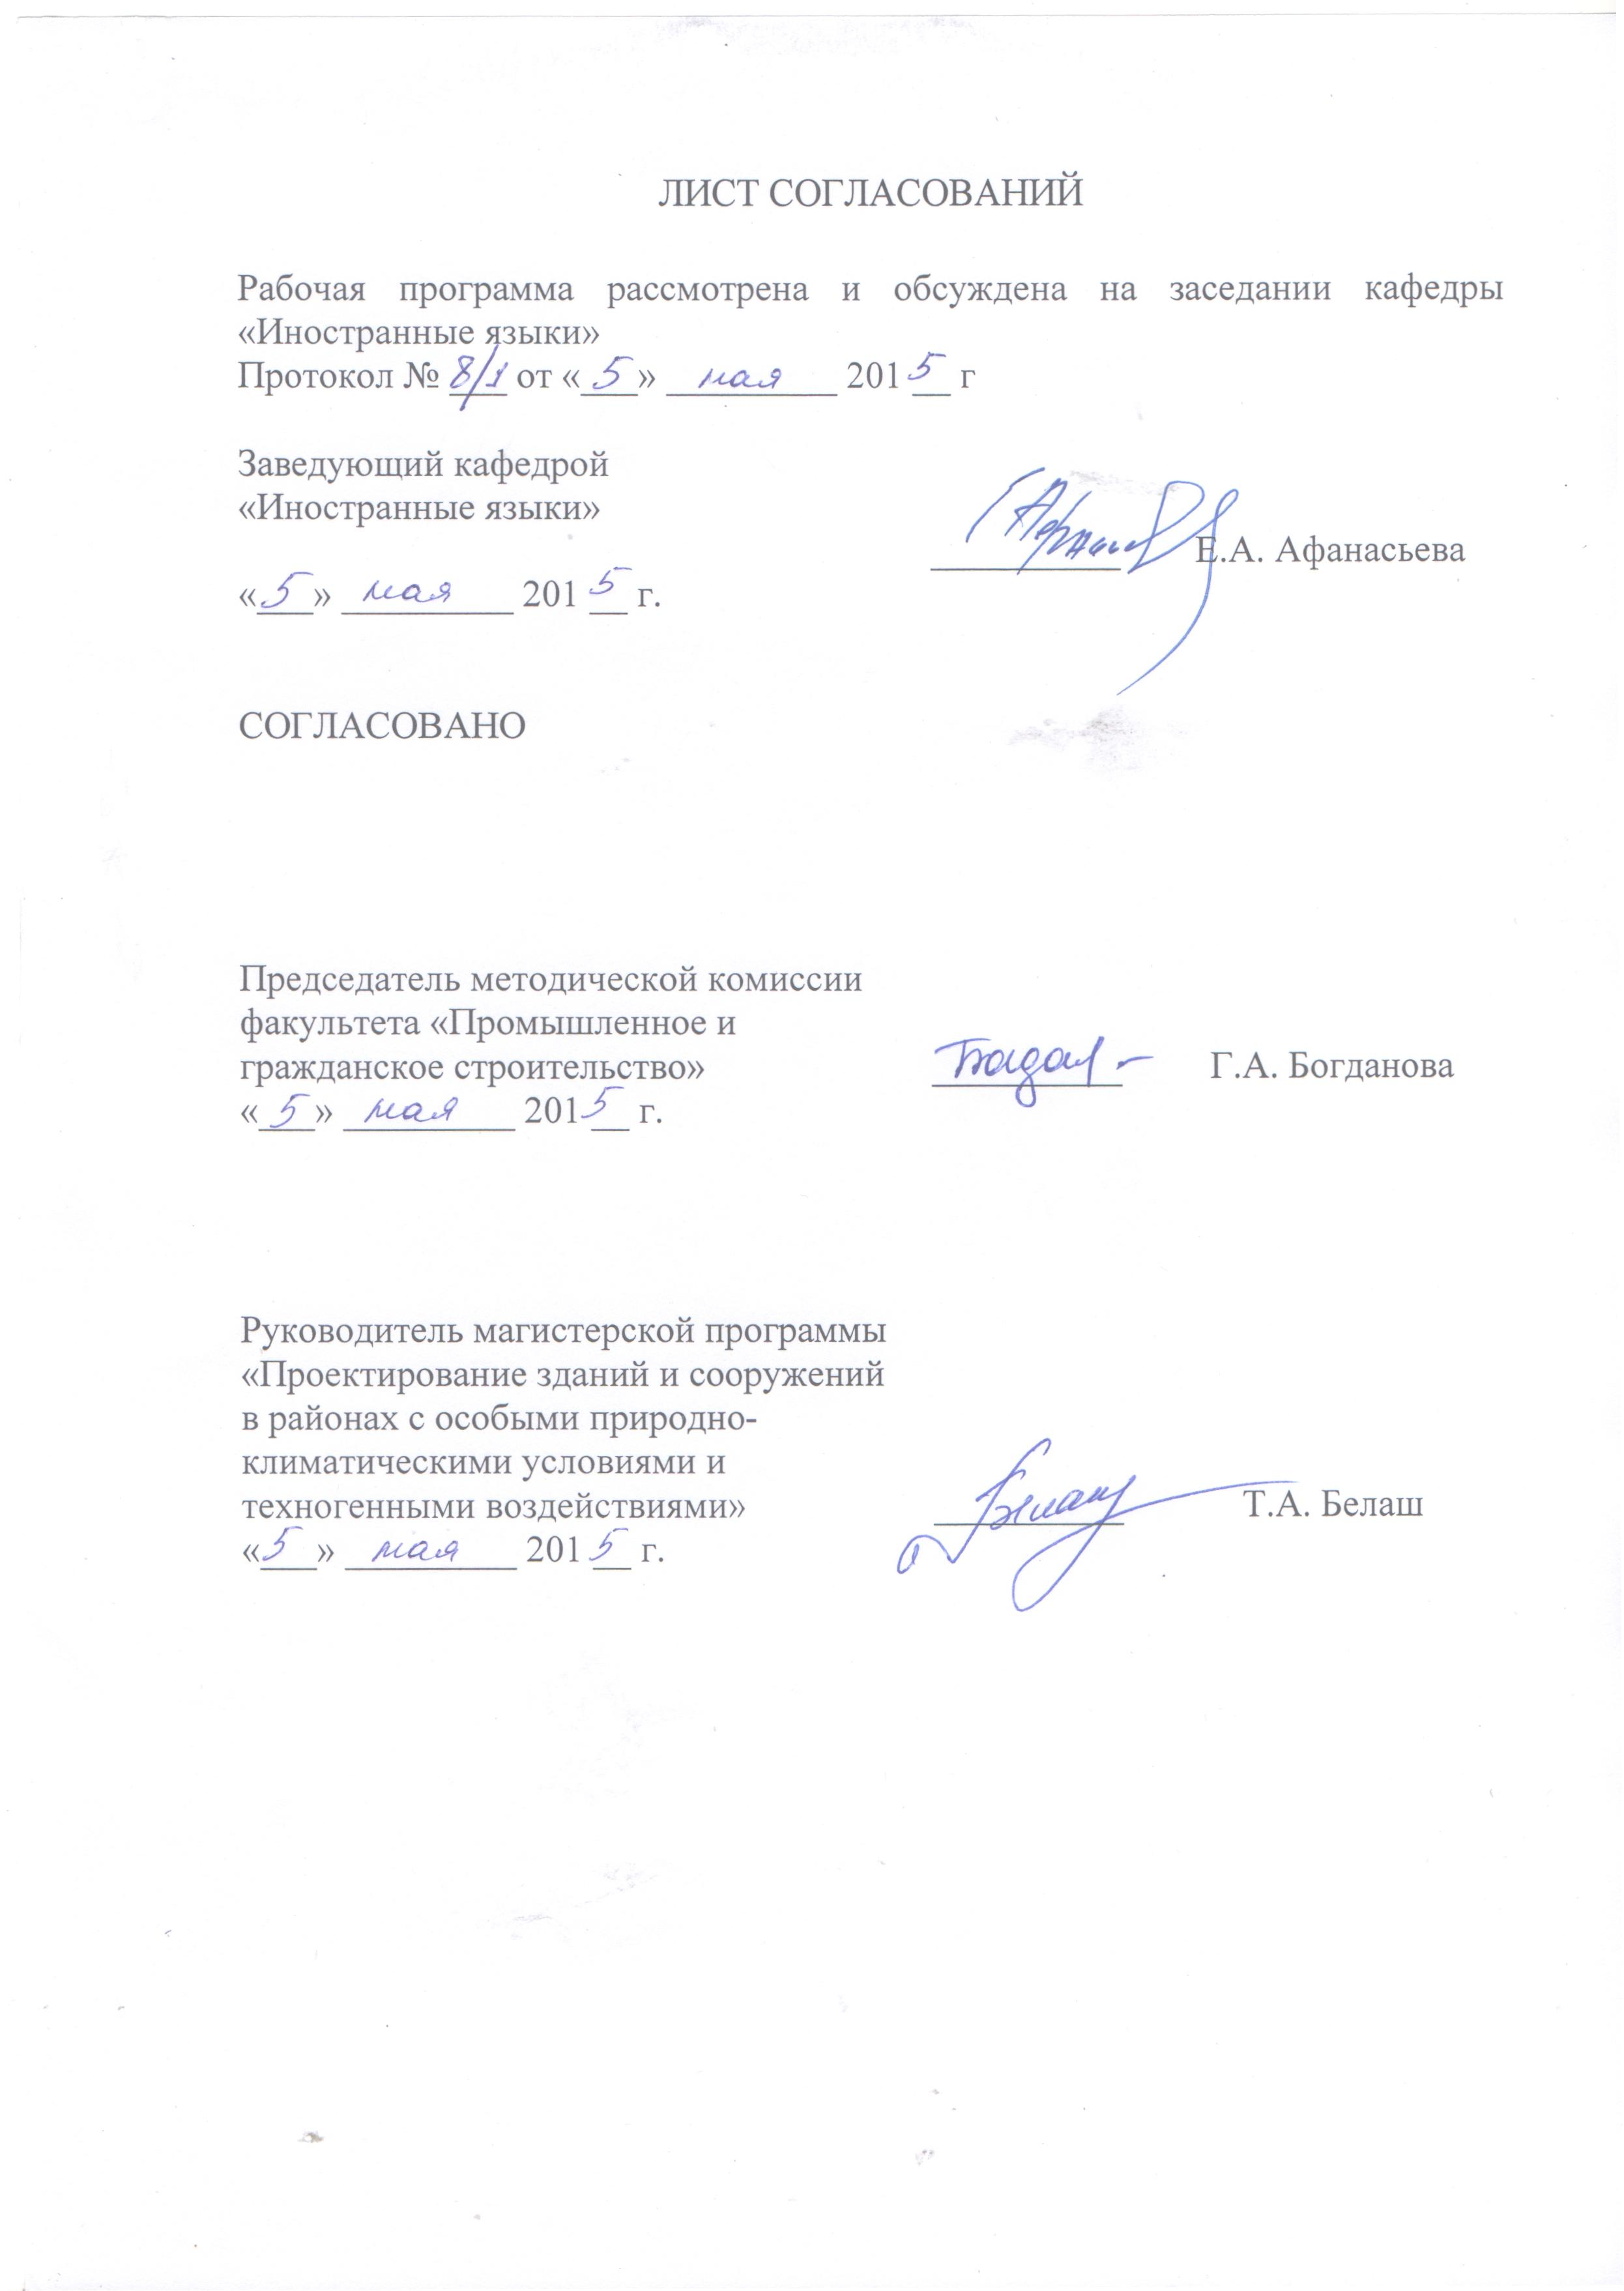 ЛИСТ СОГЛАСОВАНИЙ
Рабочая программа рассмотрена и обсуждена на заседании кафедры
«Иностранные языки»
Протокол № 8/1 от «5» мая 2015 г
Заведующий кафедрой
«Иностранные языки»
Е.А. Афанасьева
«5» мая 2015 г.
СОГЛАСОВАНО
Председатель методической комиссии
факультета «Промышленное и
гражданское строительство» Г.А. Богданова
«5» мая 2015 г.
Руководитель магистерской программы
«Проектирование зданий и сооружений
в районах с особыми природно-
климатическими условиями и
техногенными воздействиями» Т.А. Белаш
«5» мая 2015 г.